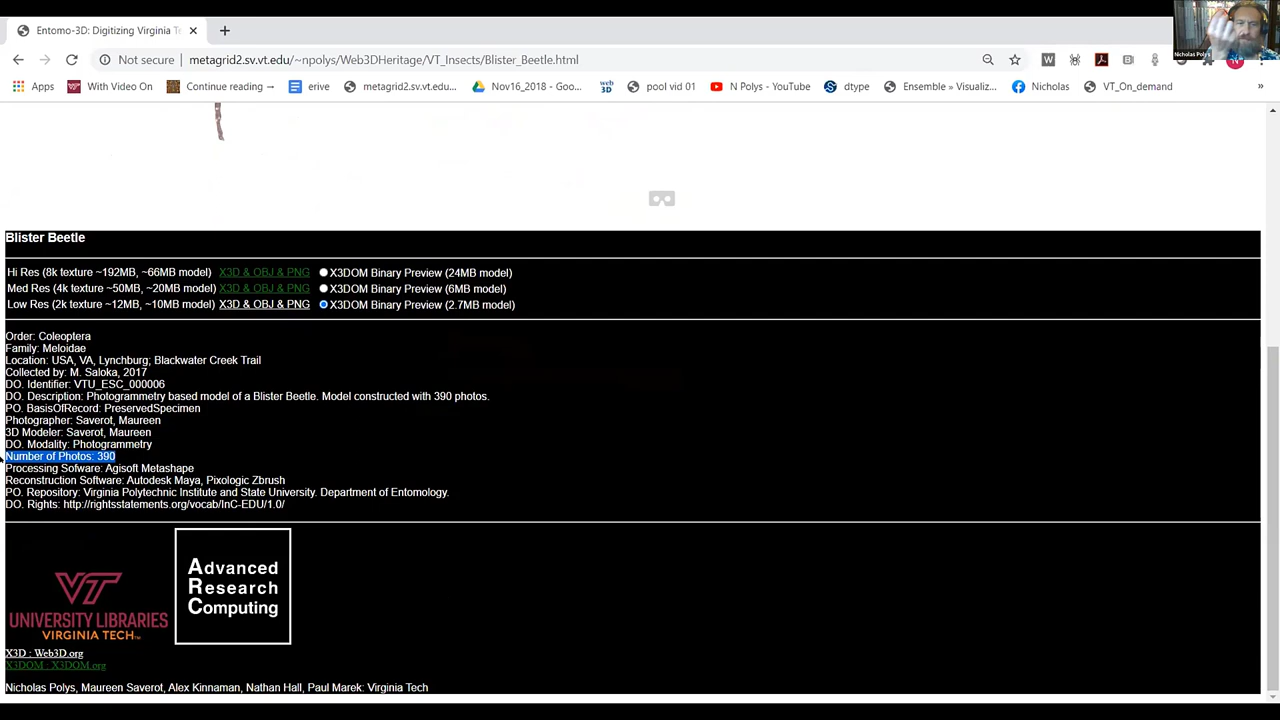 Entomo-3D: Digitizing Virginia T
Not secure metagrid2.sv.vt.edu/~npolys/Web3DHeritage/VT_Insects/Blister_Beetle.html
Apps With Video On Continue reading → erive metagrid2.sv.vt.edu... Nov16_2018 - Goo... pool vid 01 N Polys - YouTube dtype Ensemble » Visualiz... Nicholas VT_On_demand »
Nicholas Polys
Blister Beetle
Hi Res (8k texture ~192MB, ~66MB model) X3D & OBJ & PNG X3DOM Binary Preview (24MB model)
Med Res (4k texture ~50MB, ~20MB model) X3D & OBJ & PNG X3DOM Binary Preview (6MB model)
Low Res (2k texture ~12MB, ~10MB model) X3D & OBJ & PNG X3DOM Binary Preview (2.7MB model)
Order: Coleoptera
Family: Meloidae
Location: USA, VA, Lynchburg; Blackwater Creek Trail
Collected by: M. Saloka, 2017
DO. Identifier: VTU_ESC_000006
DO. Description: Photogrammetry based model of a Blister Beetle. Model constructed with 390 photos.
PO. BasisOfRecord: PreservedSpecimen
Photographer: Saverot, Maureen
3D Modeler: Saverot, Maureen
DO. Modality: Photogrammetry
Number of Photos: 390
Processing Sofware: Agisoft Metashape
Reconstruction Software: Autodesk Maya, Pixologic Zbrush
PO. Repository: Virginia Polytechnic Institute and State University. Department of Entomology.
DO. Rights: http://rightsstatements.org/vocab/InC-EDU/1.0/
Advanced
Research
Computing
VT
UNIVERSITY LIBRARIES
VIRGINIA TECH™
X3D : Web3D.org
X3DOM : X3DOM.org
Nicholas Polys, Maureen Saverot, Alex Kinnaman, Nathan Hall, Paul Marek: Virginia Tech